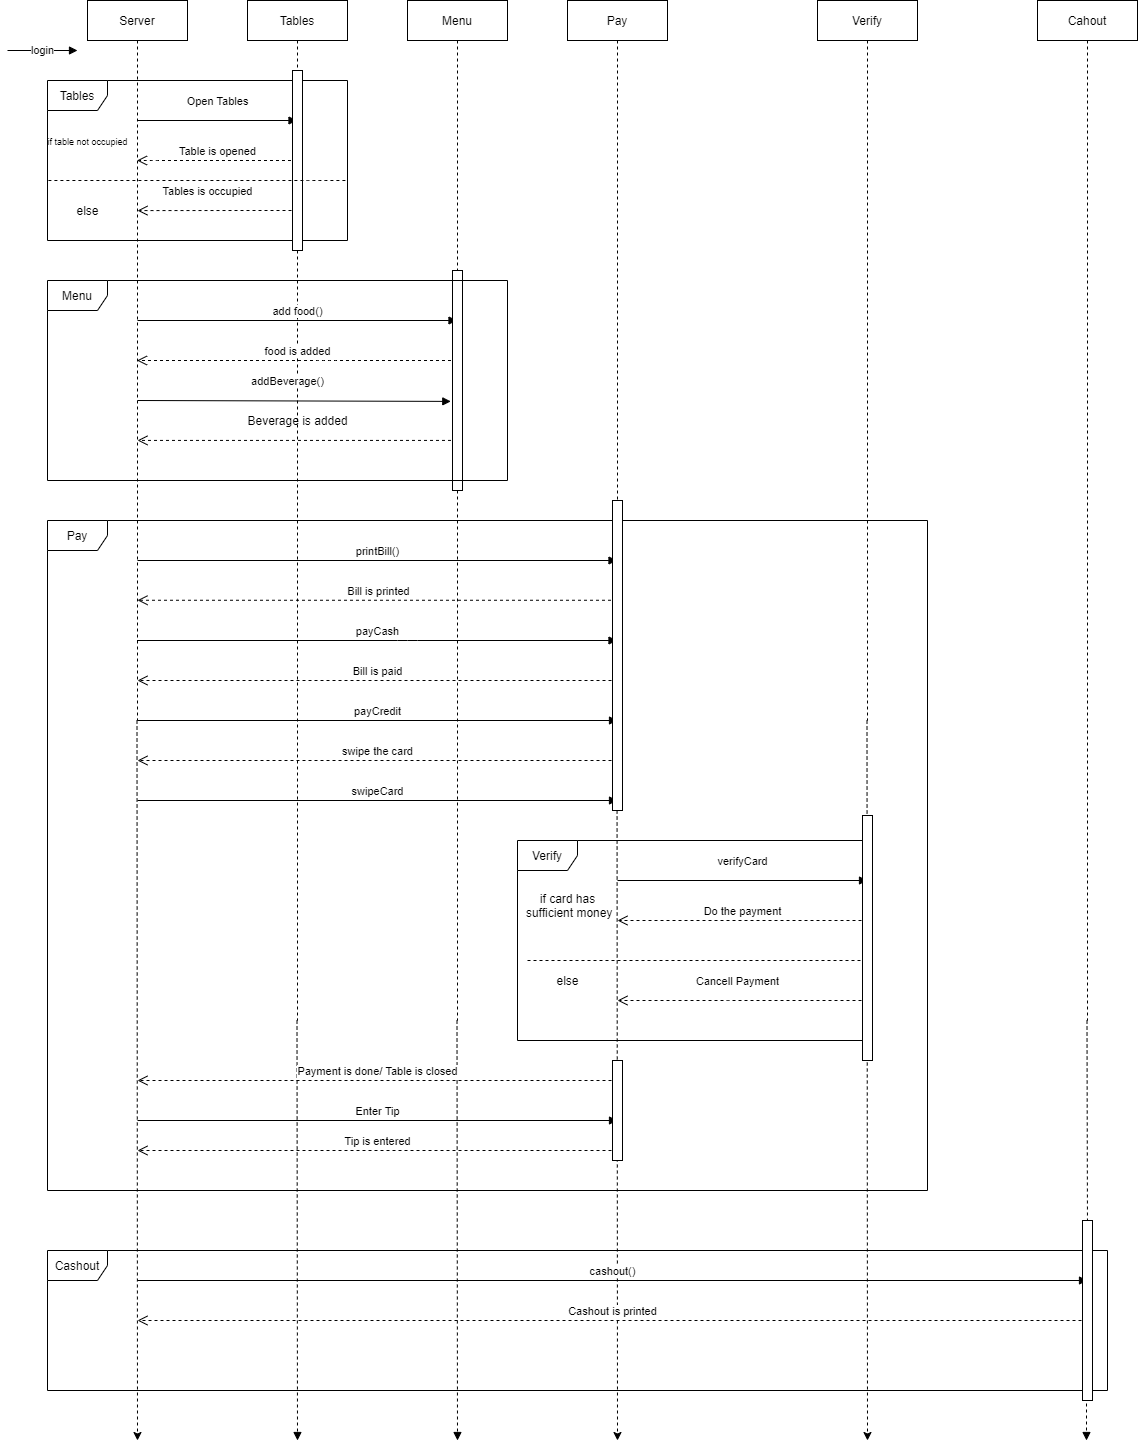 Server
Tables
Menu
Pay
Verify
Cahout
login
Tables
Open Tables
if table not occupied
Table is opened
Tables is occupied
else
Menu
add food()
food is added
addBeverage()
Beverage is added
Pay
printBill()
Bill is printed
payCash
Bill is paid
payCredit
swipe the card
swipeCard
Verify
verifyCard
if card has
sufficient money
Do the payment
else
Cancell Payment
Payment is done/ Table is closed
Enter Tip
Tip is entered
Cashout
cashout()
Cashout is printed